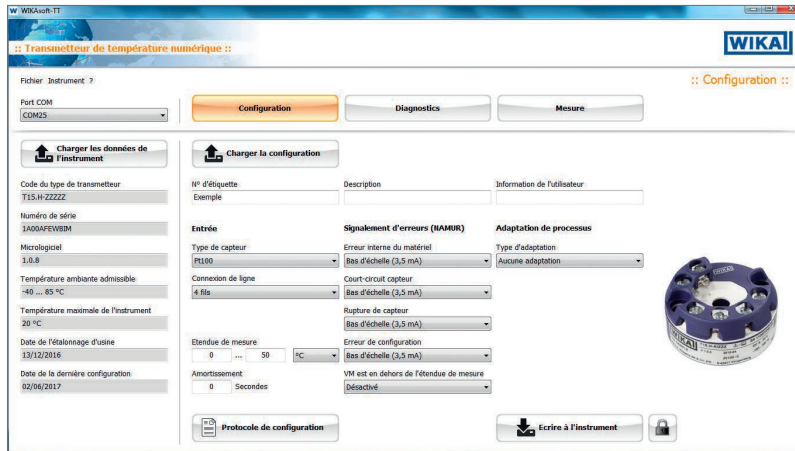 W WIKAsoft-TT
:: Transmetteur de température numérique ::
WIKA
Fichier Instrument ?
:: Configuration ::
Port COM
COM25
Configuration
Diagnostics
Mesure
Charger les données de
l'instrument
Charger la configuration
Code du type de transmetteur
T15.H-ZZZZZ
N° d'étiquette
Description
Information de l'utilisateur
Exemple
Numéro de série
1A00AFEWBIM
Entrée
Signalement d'erreurs (NAMUR)
Adaptation de processus
Micrologiciel
1.0.8
Type de capteur
Erreur interne du matériel
Type d'adaptation
Pt100
Bas d'échelle (3,5 mA)
Aucune adaptation
Température ambiante admissible
-40 ... 85 °C
Connexion de ligne
Court-circuit capteur
4 fils
Bas d'échelle (3,5 mA)
Température maximale de l'instrument
20 °C
Rupture de capteur
Bas d'échelle (3,5 mA)
Date de l'étalonnage d'usine
13/12/2016
Etendue de mesure
Erreur de configuration
0 ... 50 °C
Bas d'échelle (3,5 mA)
Date de la dernière configuration
02/06/2017
Amortissement
VM est en dehors de l'étendue de mesure
0 Secondes
Désactivé
Protocole de configuration
Ecrire à l'instrument
WIKA